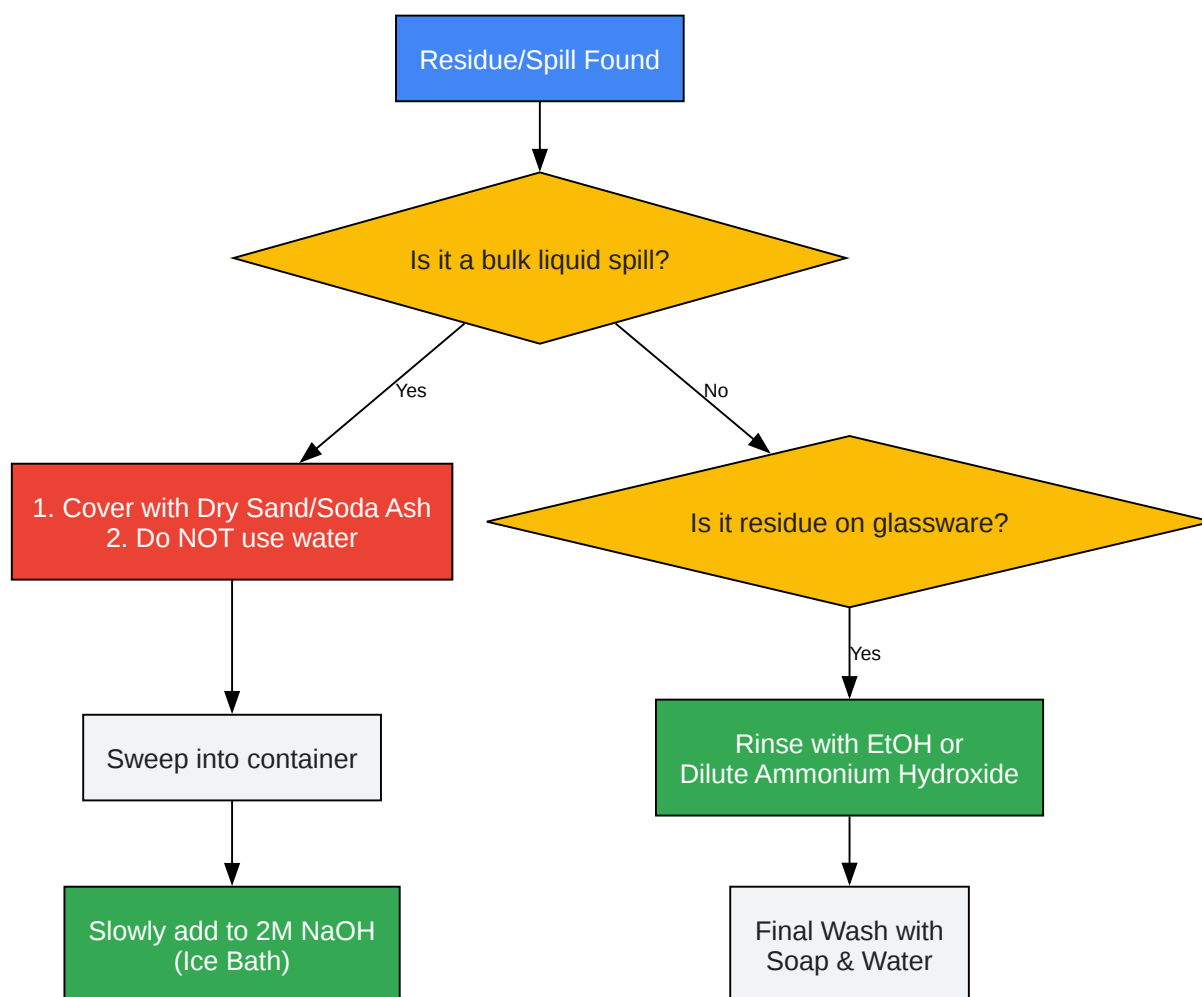 Residue/Spill Found
Is it a bulk liquid spill?
Yes
No
1. Cover with Dry Sand/Soda Ash
2. Do NOT use water
Is it residue on glassware?
Yes
Sweep into container
Rinse with EtOH or
Dilute Ammonium Hydroxide
Slowly add to 2M NaOH
(Ice Bath)
Final Wash with
Soap & Water